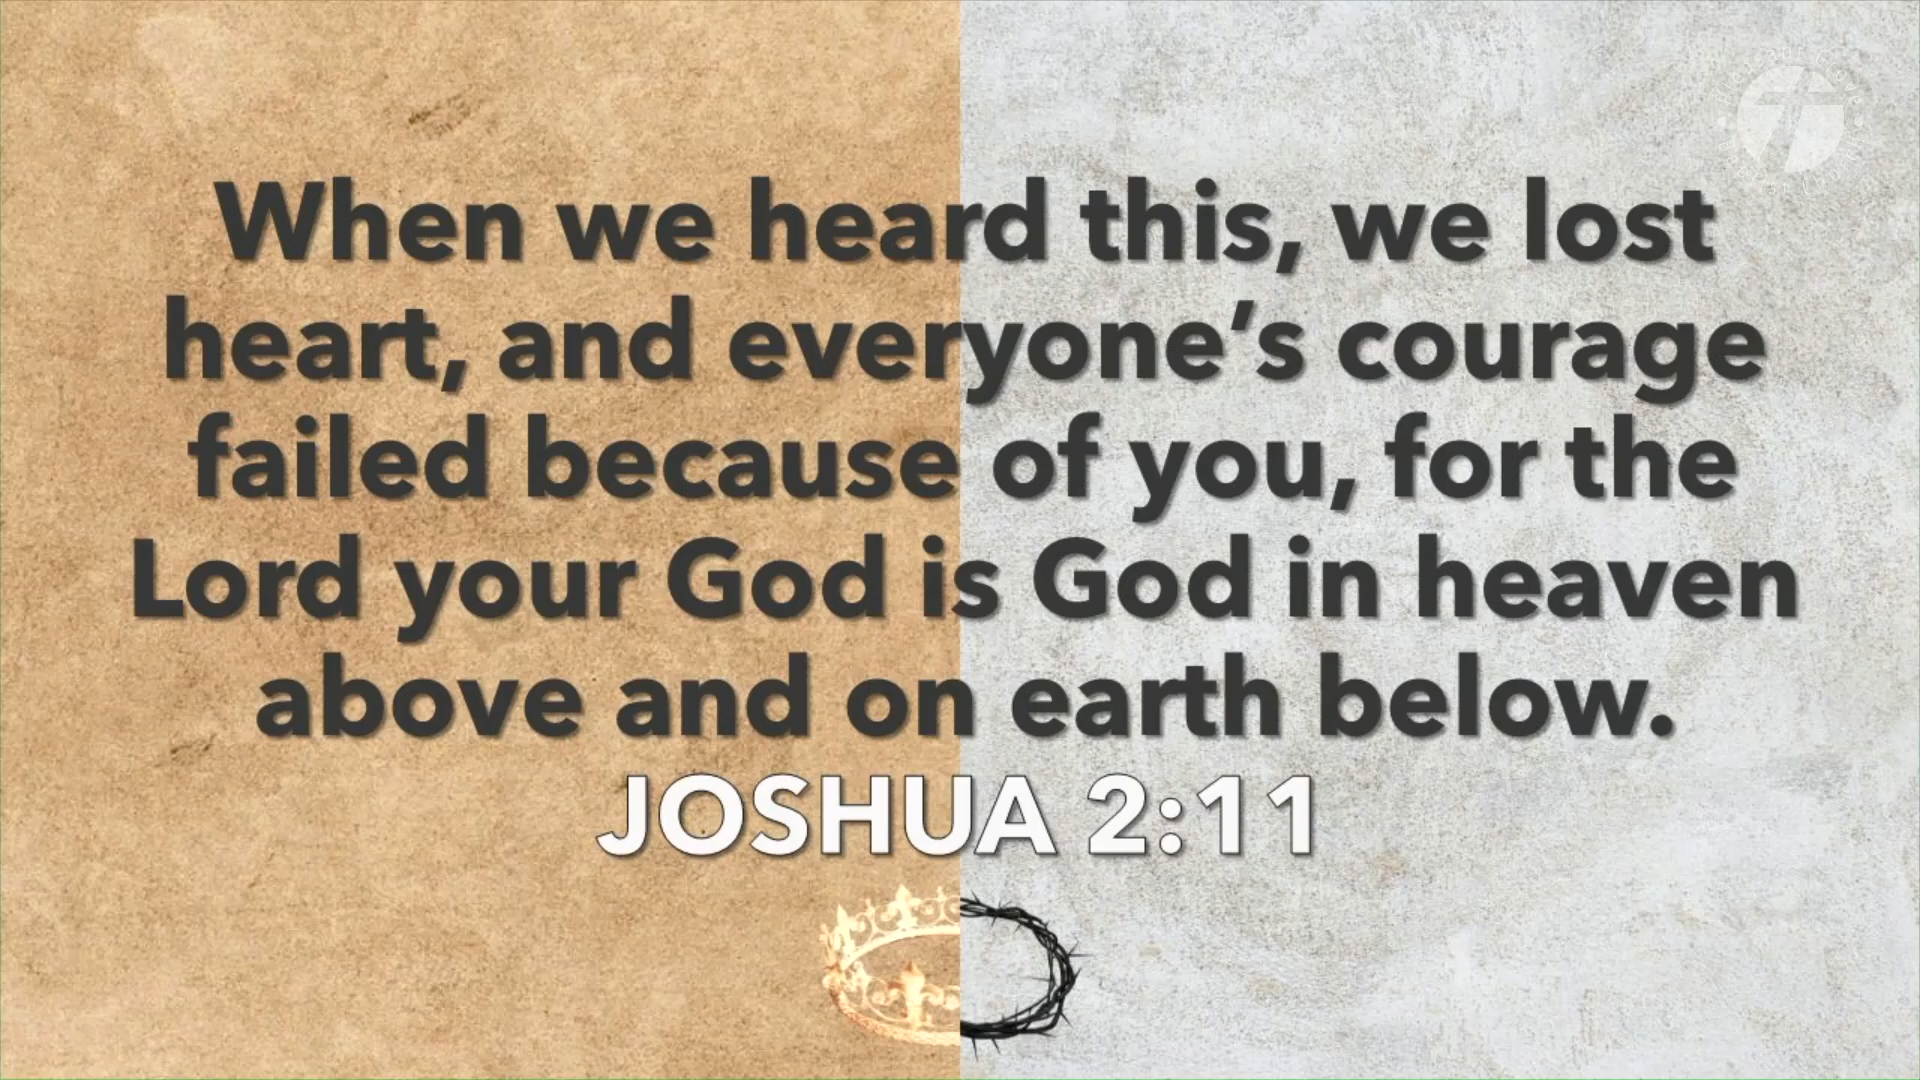 When we heard this, we lost
heart, and everyone’s courage
failed because of you, for the
Lord your God is God in heaven
above and on earth below.
JOSHUA 2:11